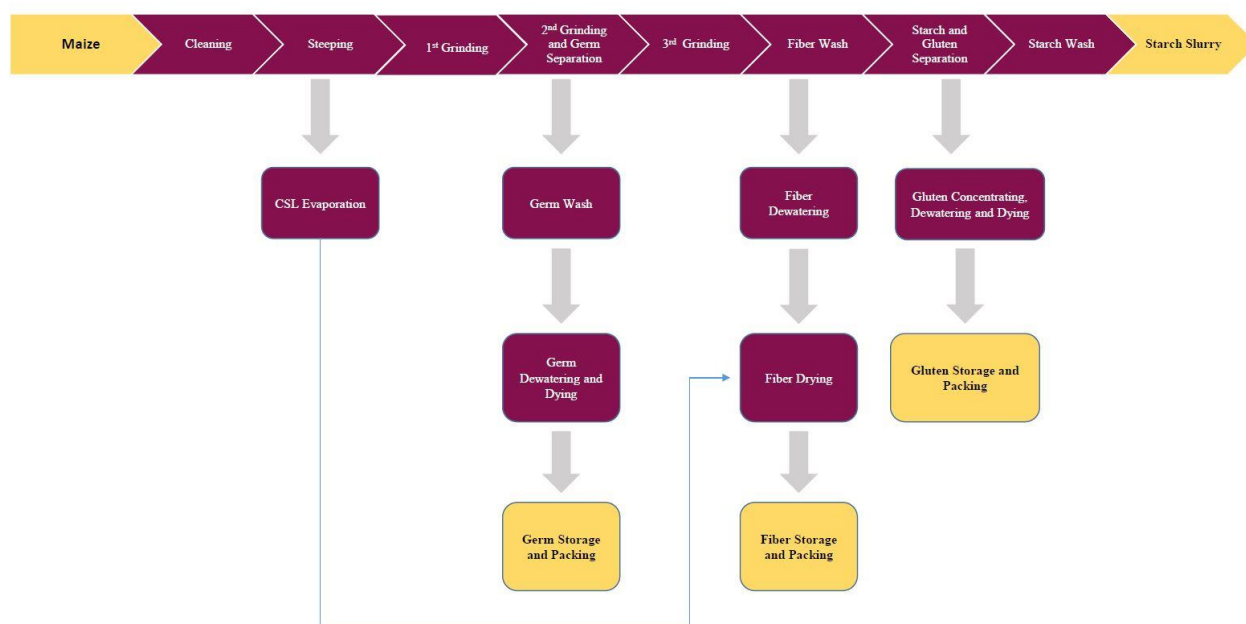 Maize
Cleaning
Steeping
1st Grinding
2nd Grinding
and Germ
Separation
3rd Grinding
Fiber Wash
Starch and
Gluten
Separation
Starch Wash
Starch Slurry
CSL Evaporation
Germ Wash
Fiber
Dewatering
Gluten Concentrating,
Dewatering and Dying
Germ
Dewatering and
Dying
Fiber Drying
Gluten Storage and
Packing
Germ Storage
and Packing
Fiber Storage
and Packing